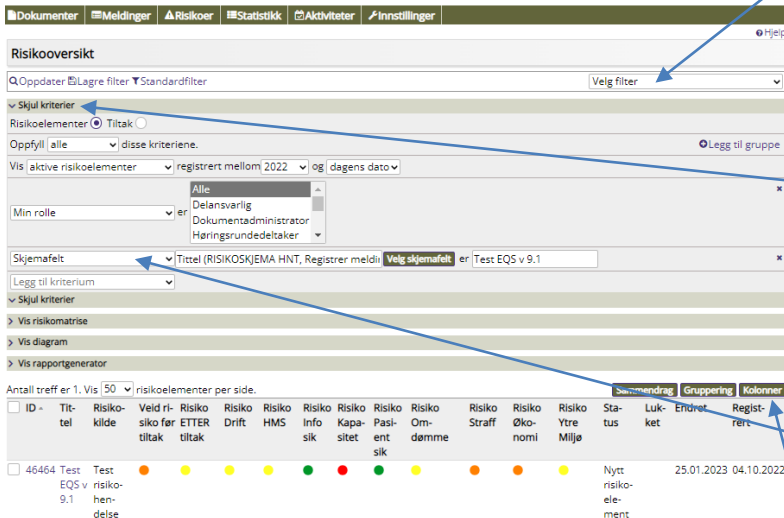 Dokumenter Meldinger Risikoer Statistikk Aktiviteter Innstillinger
Hjelp
Risikooversikt
Oppdater Lagre filter Standardfilter Velg filter
Skjul kriterier
Risikoelementer Tiltak
Oppfyll alle disse kriteriene. Legg til gruppe
Vis aktive risikoelementer registrert mellom 2022 og dagens dato
Alle
Delansvarlig
Min rolle er Dokumentadministrator
Høringsrundedeltaker
Skjemafelt Tittel (RISIKOSKJEMA HNT, Registrer meldi Velg skjemafelt er Test EQS v 9.1
Legg til kriterium
Skjul kriterier
Vis risikomatrise
Vis diagram
Vis rapportgenerator
Antall treff er 1. Vis 50 risikoelementer per side. Sammendrag Gruppering Kolonner
ID Tit- Risiko- Veid ri- Risiko Risiko Risiko Risiko Risiko Risiko Risiko Risiko Risiko Risiko Sta- Luk- Endret Regist-
tel kilde siko før ETTER Drift HMS Info Kapa- Pasi- Om- Straff Øko- Ytre tus ket rert
tiltak tiltak sik sitet ent dømme nomi Miljø
sik
46464 Test Test Nytt 25.01.2023 04.10.2022
EQS v risiko- risiko-
9.1 hen- ele-
delse ment